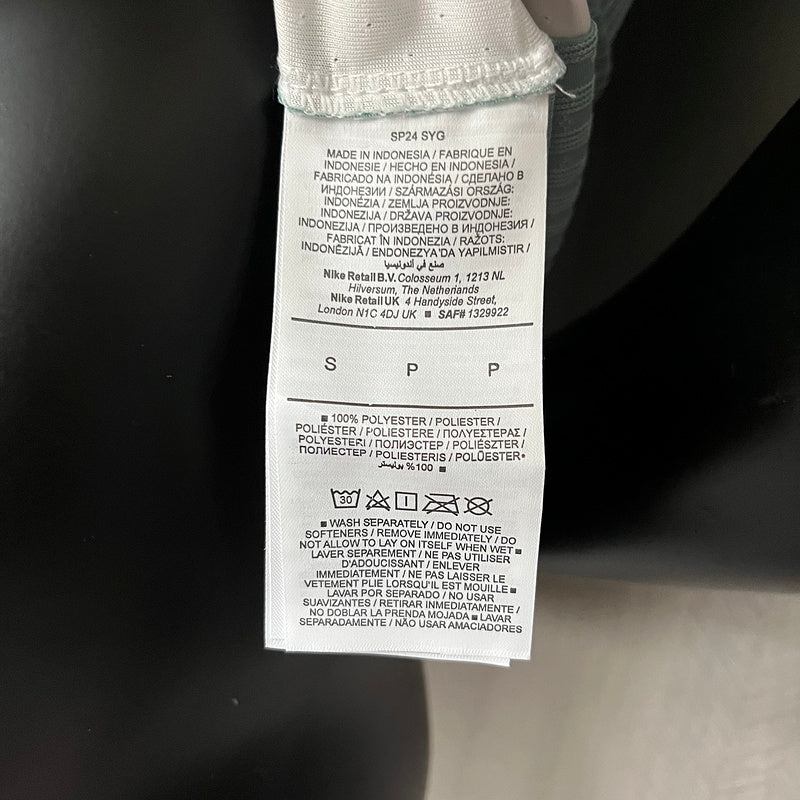 SP24 SYG
MADE IN INDONESIA / FABRIQUE EN
INDONESIE / HECHO EN INDONESIA /
FABRICADO NA INDONÉSIA / СДЕЛАНО В
ИНДОНЕЗИИ / SZÁRMAZÁSI ORSZÁG:
INDONÉZIA / ZEMLJA PROIZVODNJE:
INDONEZIJA / DRŽAVA PROIZVODNJE:
INDONEZIJA / ПРОИЗВЕДЕНО В ИНДОНЕЗИЯ /
FABRICAT ÎN INDONEZIA / RAŽOTS:
INDONĒZIJĀ / ENDONEZYA'DA YAPILMISTIR /
صنع في أندونيسيا
Nike Retail B.V. Colosseum 1, 1213 NL
Hilversum, The Netherlands
Nike Retail UK 4 Handyside Street,
London N1C 4DJ UK ■ SAF# 1329922
S P P
■ 100% POLYESTER / POLIESTER /
POLIÉSTER / POLIESTERE / ΠΟΛΥΕΣΤΕΡΑΣ /
POLYESTERI / ПОЛИЭСТЕР / POLIÉSZTER /
ПОЛИЕСТЕР / POLIESTERIS / POLÜESTER
100% بوليستر ■
30
■ WASH SEPARATELY / DO NOT USE
SOFTENERS / REMOVE IMMEDIATELY / DO
NOT ALLOW TO LAY ON ITSELF WHEN WET ■
LAVER SEPAREMENT / NE PAS UTILISER
D'ADOUCISSANT / ENLEVER
IMMEDIATEMENT / NE PAS LAISSER LE
VETEMENT PLIE LORSQU'IL EST MOUILLE ■
LAVAR POR SEPARADO / NO USAR
SUAVIZANTES / RETIRAR INMEDIATAMENTE /
NO DOBLAR LA PRENDA MOJADA ■ LAVAR
SEPARADAMENTE / NÃO USAR AMACIADORES